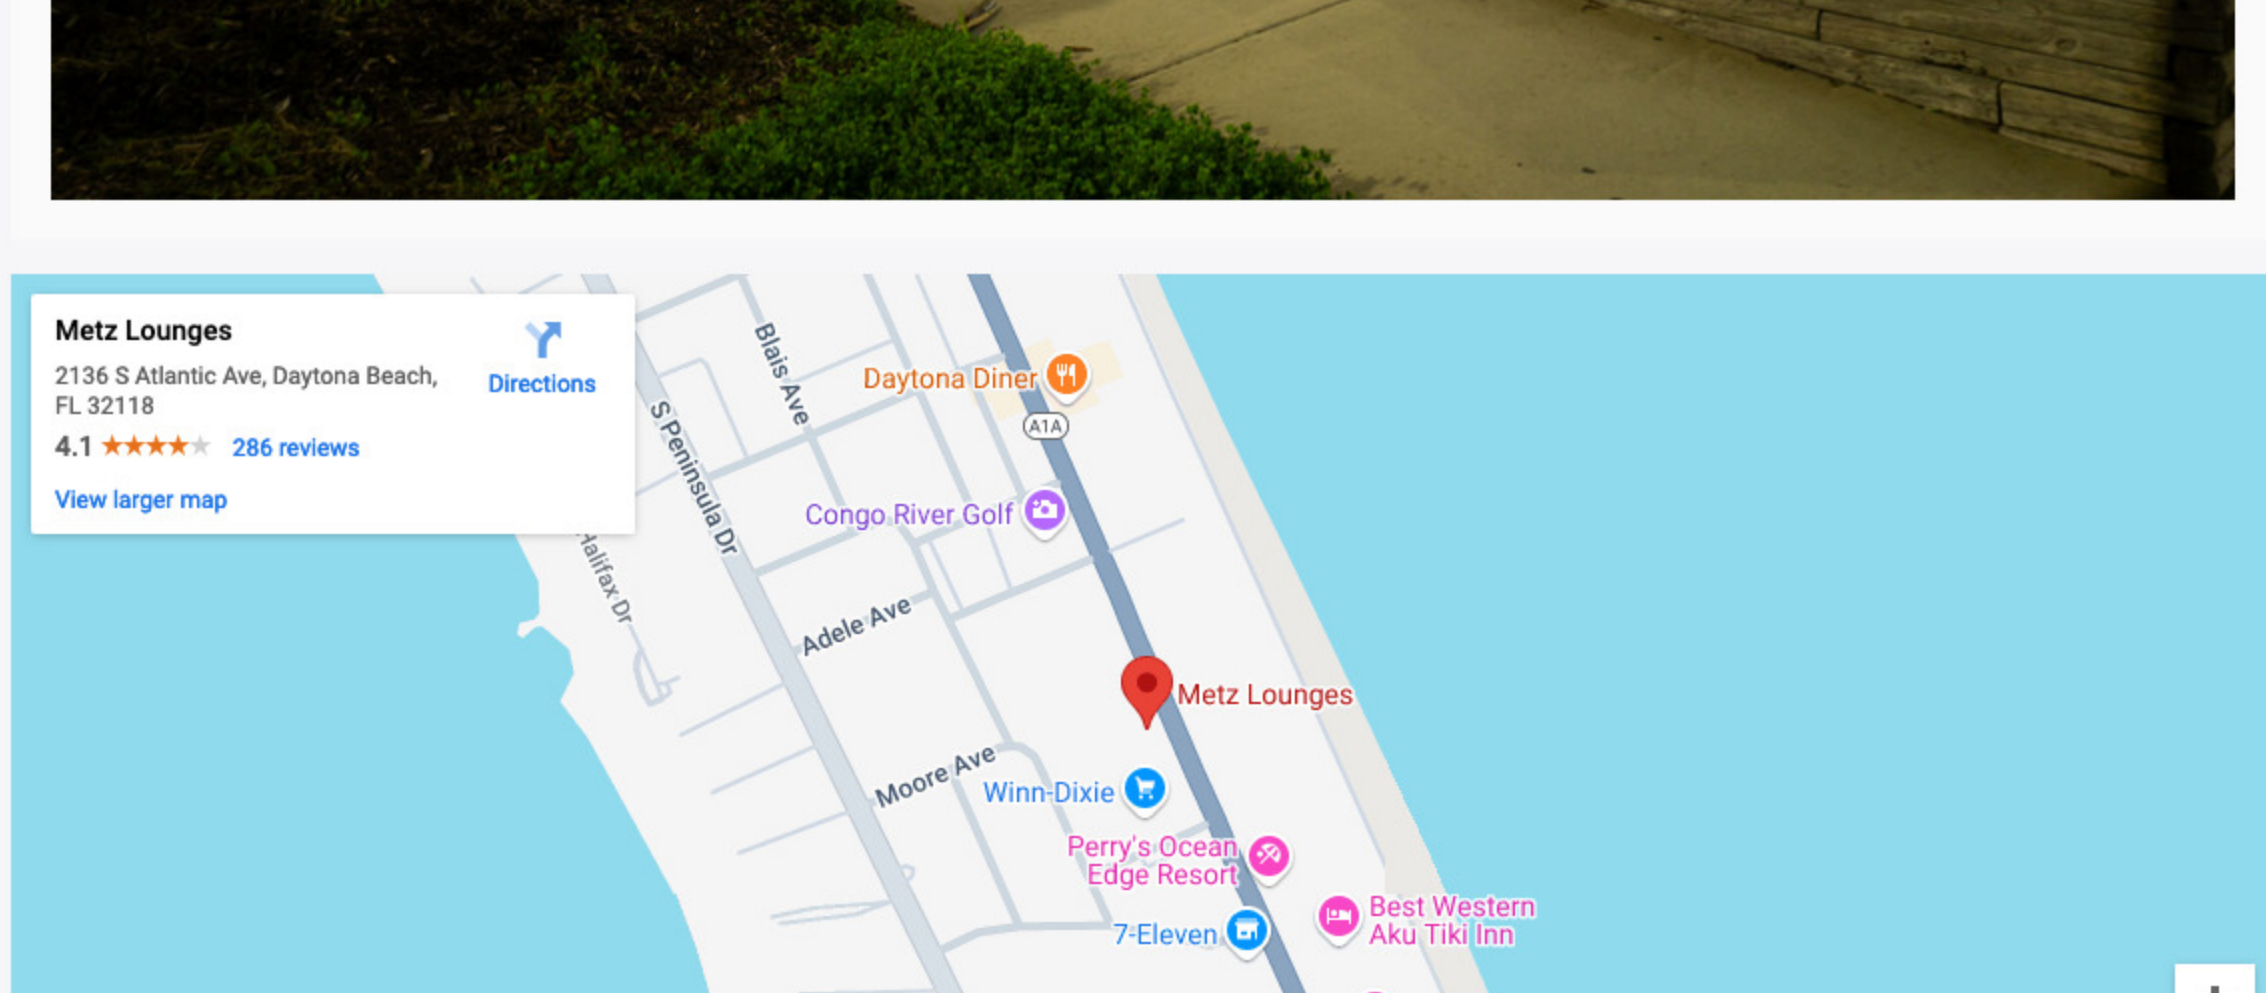 Metz Lounges
2136 S Atlantic Ave, Daytona Beach,
FL 32118
4.1
286 reviews
Directions
View larger map
Blais Ave
S Peninsula Dr
Halifax Dr
Daytona Diner
A1A
Congo River Golf
Adele Ave
Metz Lounges
Moore Ave
Winn-Dixie
Perry's Ocean
Edge Resort
7-Eleven
Best Western
Aku Tiki Inn